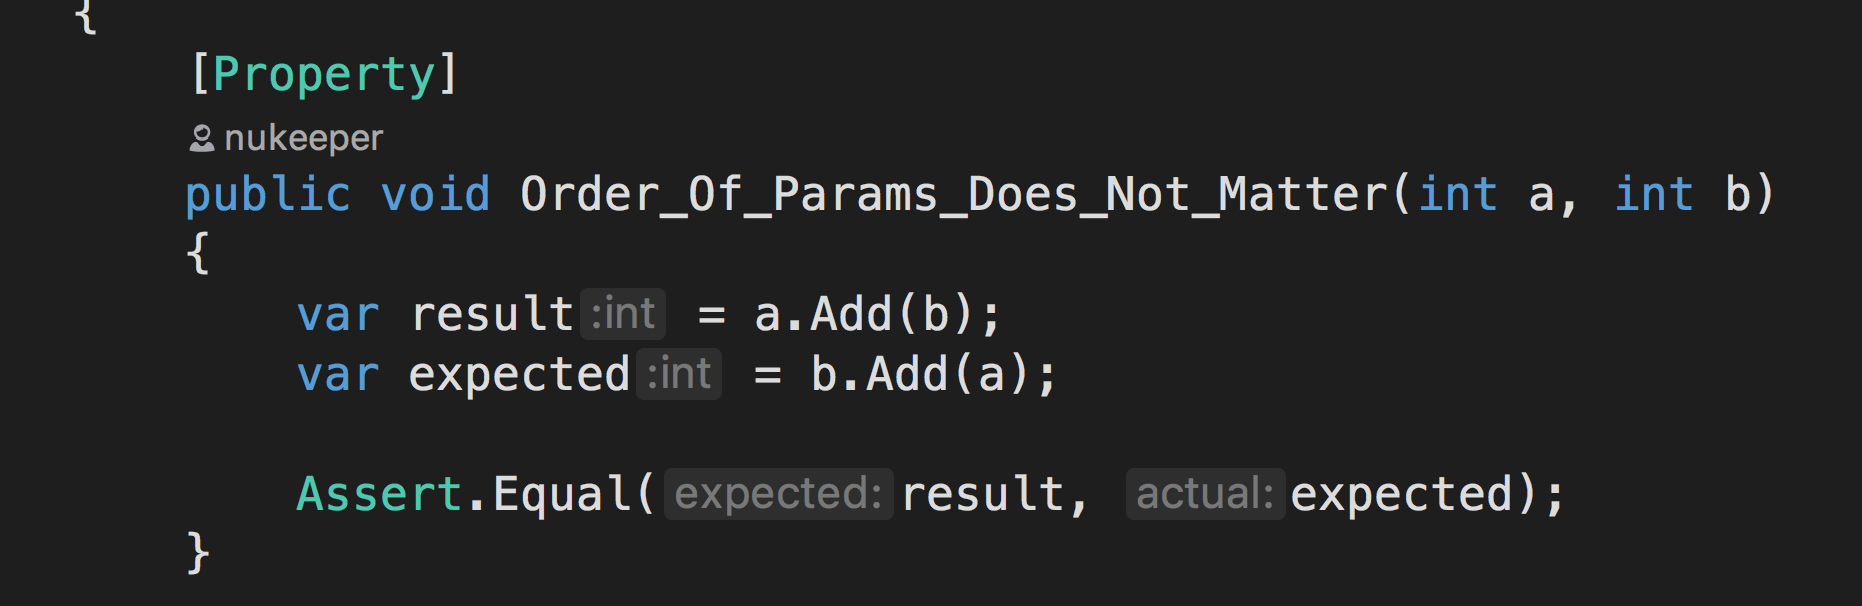 {
[Property]
nukeeper
public void Order_Of_Params_Does_Not_Matter(int a, int b)
{
var result :int = a.Add(b);
var expected :int = b.Add(a);
Assert.Equal( expected: result, actual: expected);
}